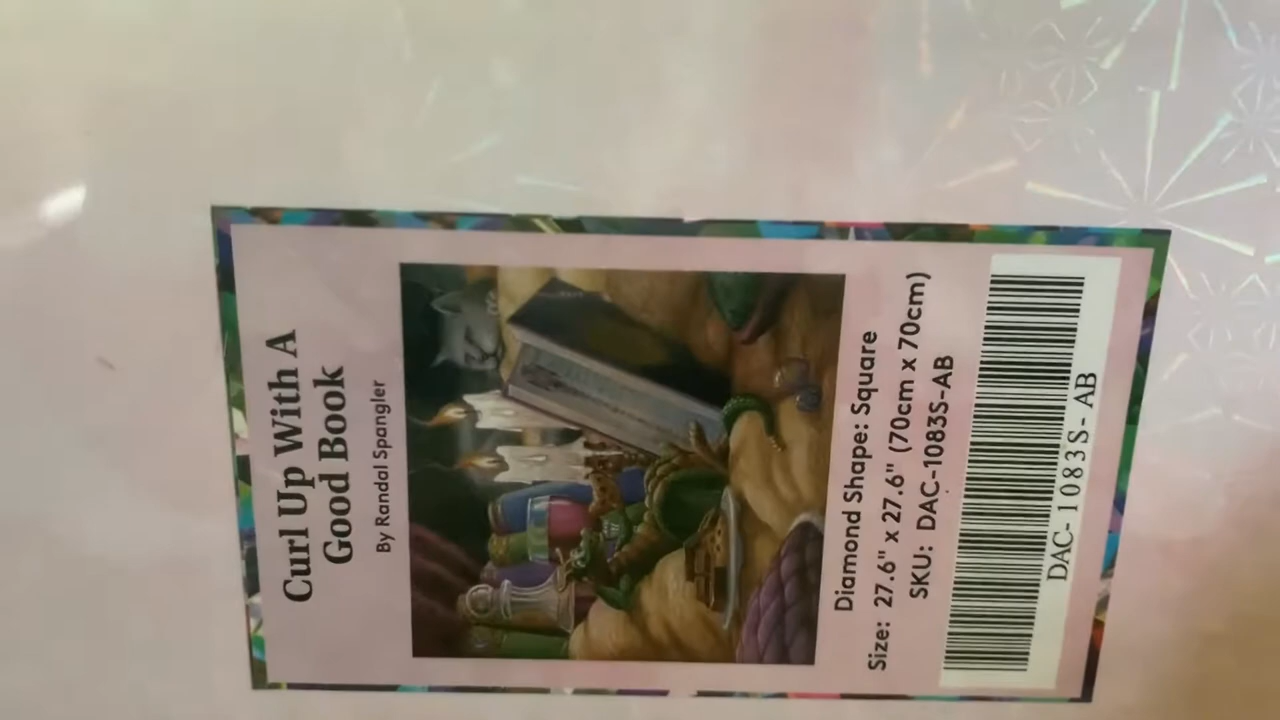 Curl Up With A
Good Book
By Randal Spangler
Diamond Shape: Square
Size: 27.6" x 27.6" (70cm x 70cm)
SKU: DAC-1083S-AB
DAC-1083S-AB